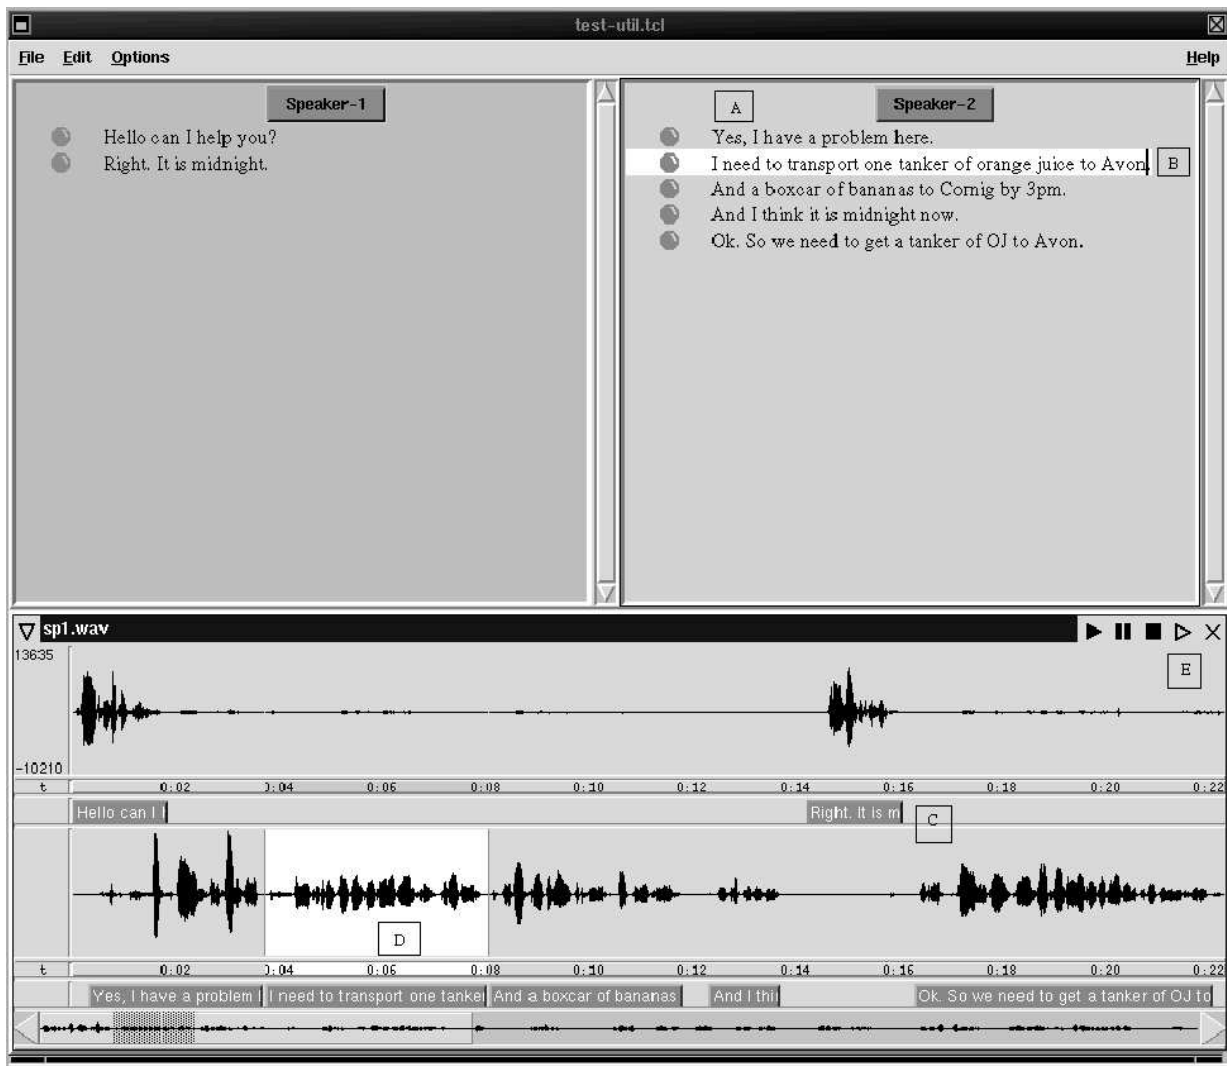 test-util.tcl
File Edit Options Help
Speaker-1
Hello can I help you?
Right. It is midnight.
A Speaker-2
Yes, I have a problem here.
I need to transport one tanker of orange juice to Avon. B
And a boxcar of bananas to Cornig by 3pm.
And I think it is midnight now.
Ok. So we need to get a tanker of OJ to Avon.
sp1.wav
13635
E
-10210
t 0:02 0:04 0:06 0:08 0:10 0:12 0:14 0:16 0:18 0:20 0:22
Hello can I Right. It is m C
D
t 0:02 0:04 0:06 0:08 0:10 0:12 0:14 0:16 0:18 0:20 0:22
Yes, I have a problem I need to transport one tanker And a boxcar of bananas And I thi Ok. So we need to get a tanker of OJ to